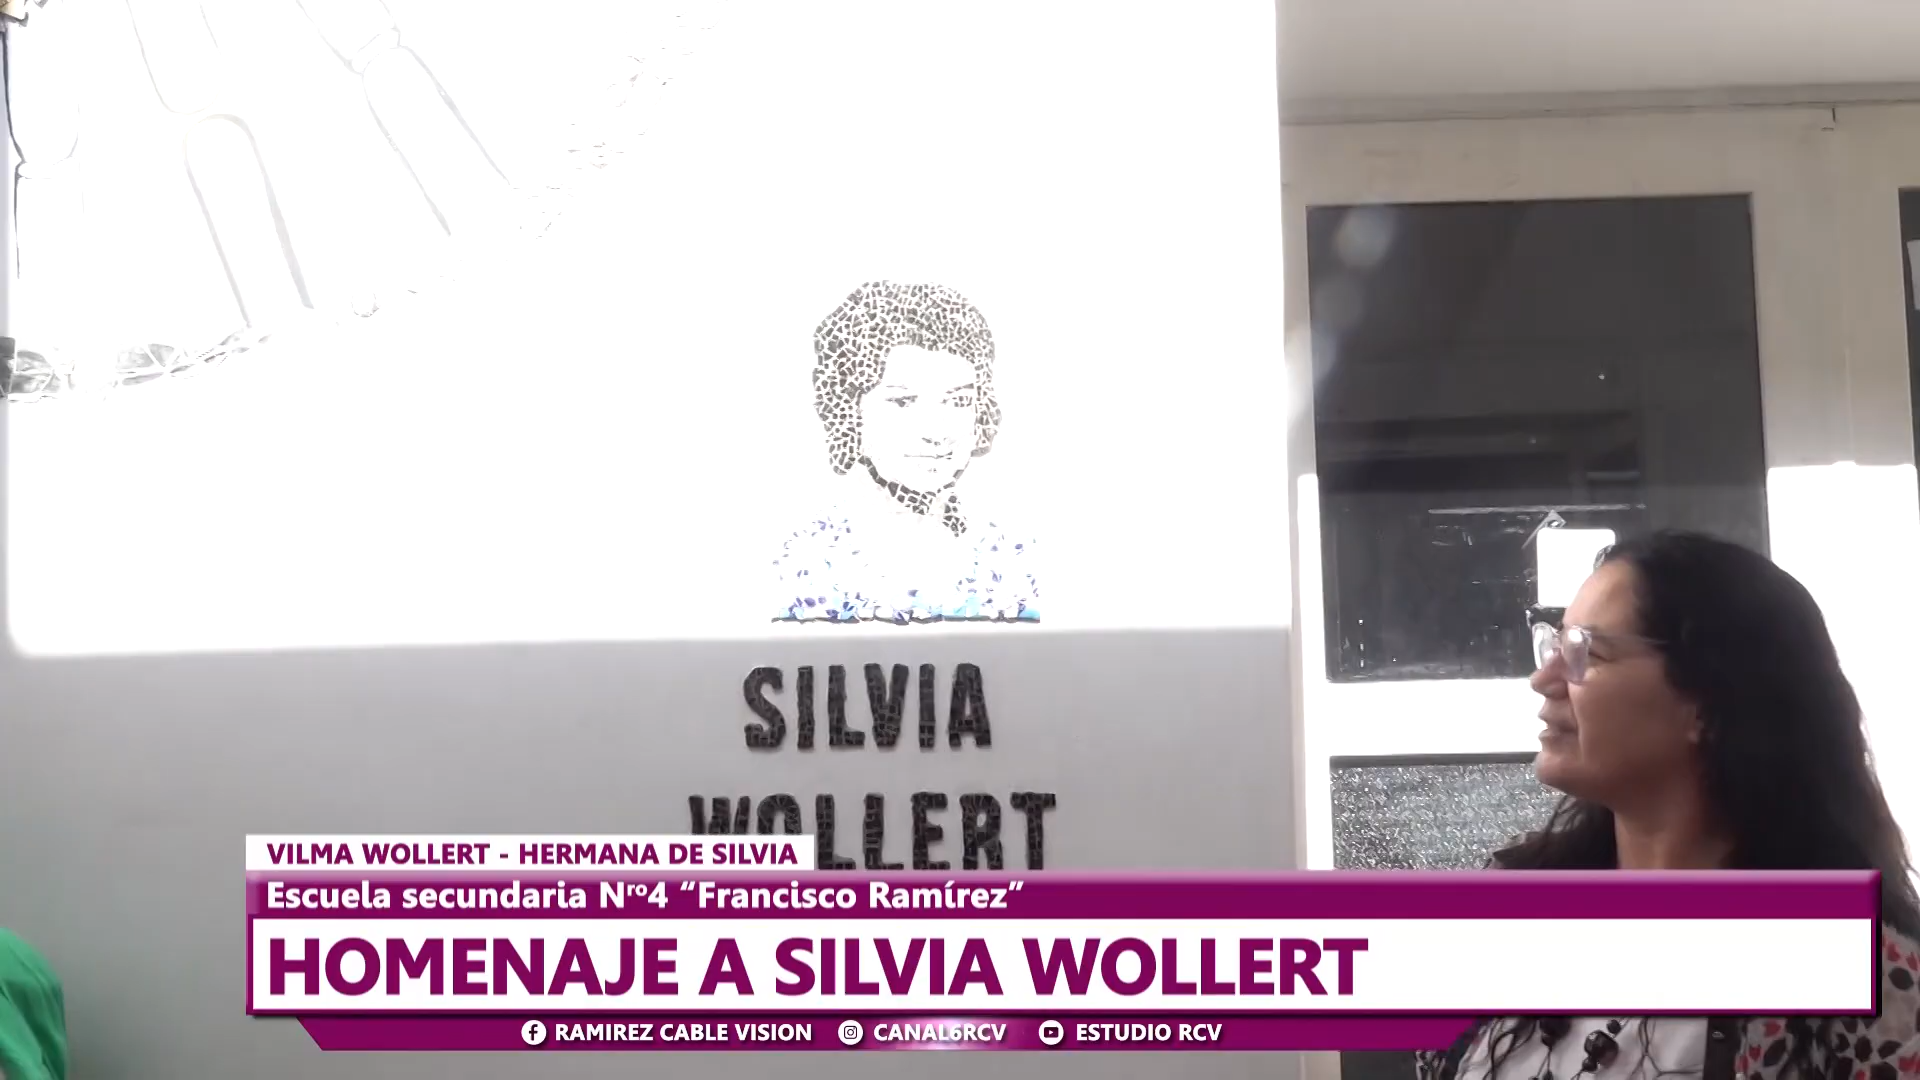 SILVIA
WOLLERT
VILMA WOLLERT - HERMANA DE SILVIA
Escuela secundaria Nʳᵒ4 “Francisco Ramírez”
HOMENAJE A SILVIA WOLLERT
RAMIREZ CABLE VISION CANAL6RCV ESTUDIO RCV